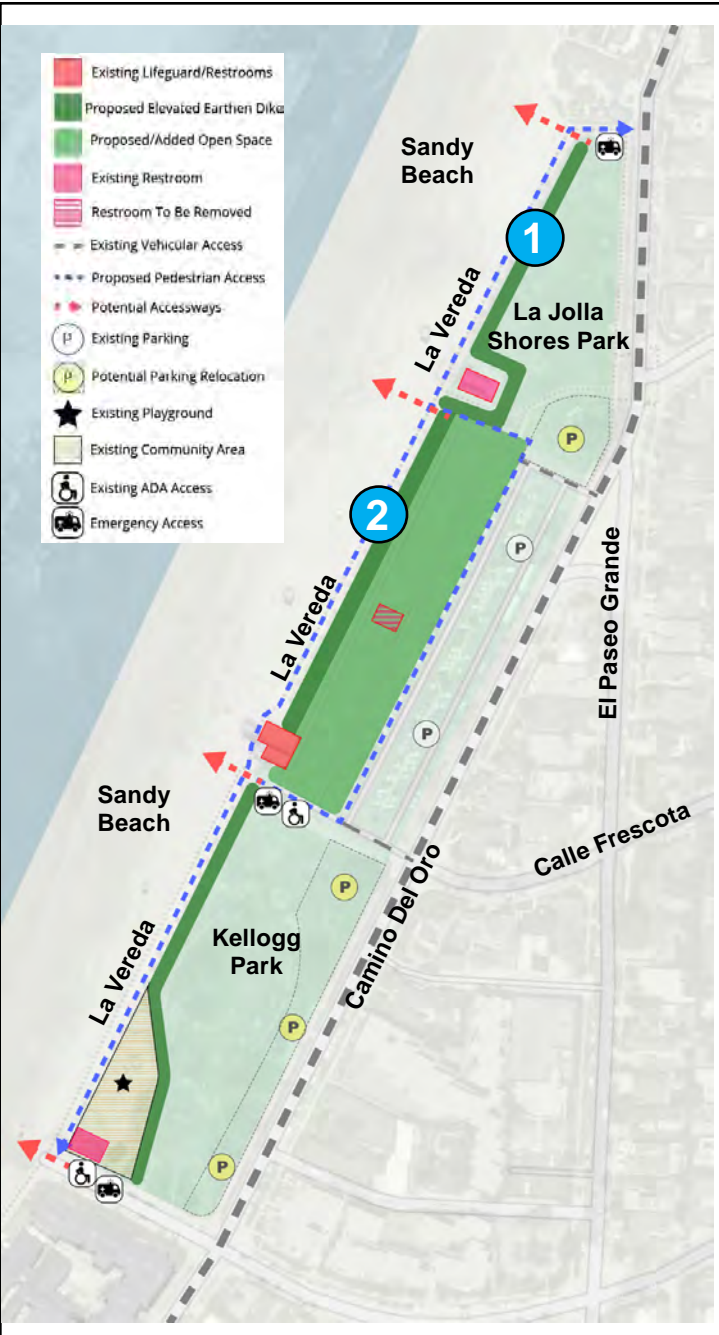 Existing Lifeguard/Restrooms
Proposed Elevated Earthen Dike
Proposed/Added Open Space
Existing Restroom
Restroom To Be Removed
Existing Vehicular Access
Proposed Pedestrian Access
Potential Accessways
P Existing Parking
P Potential Parking Relocation
Existing Playground
Existing Community Area
Existing ADA Access
Emergency Access
Sandy
Beach
1
La Vereda
La Jolla
Shores Park
P
2
P
La Vereda
El Paseo Grande
P
Sandy
Beach
Calle Frescota
Camino Del Oro
P
La Vereda
Kellogg
Park
P
P